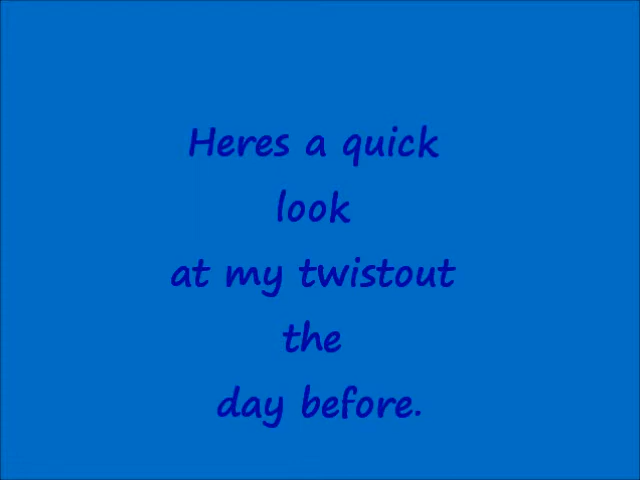 Heres a quick
look
at my twistout
the
day before.